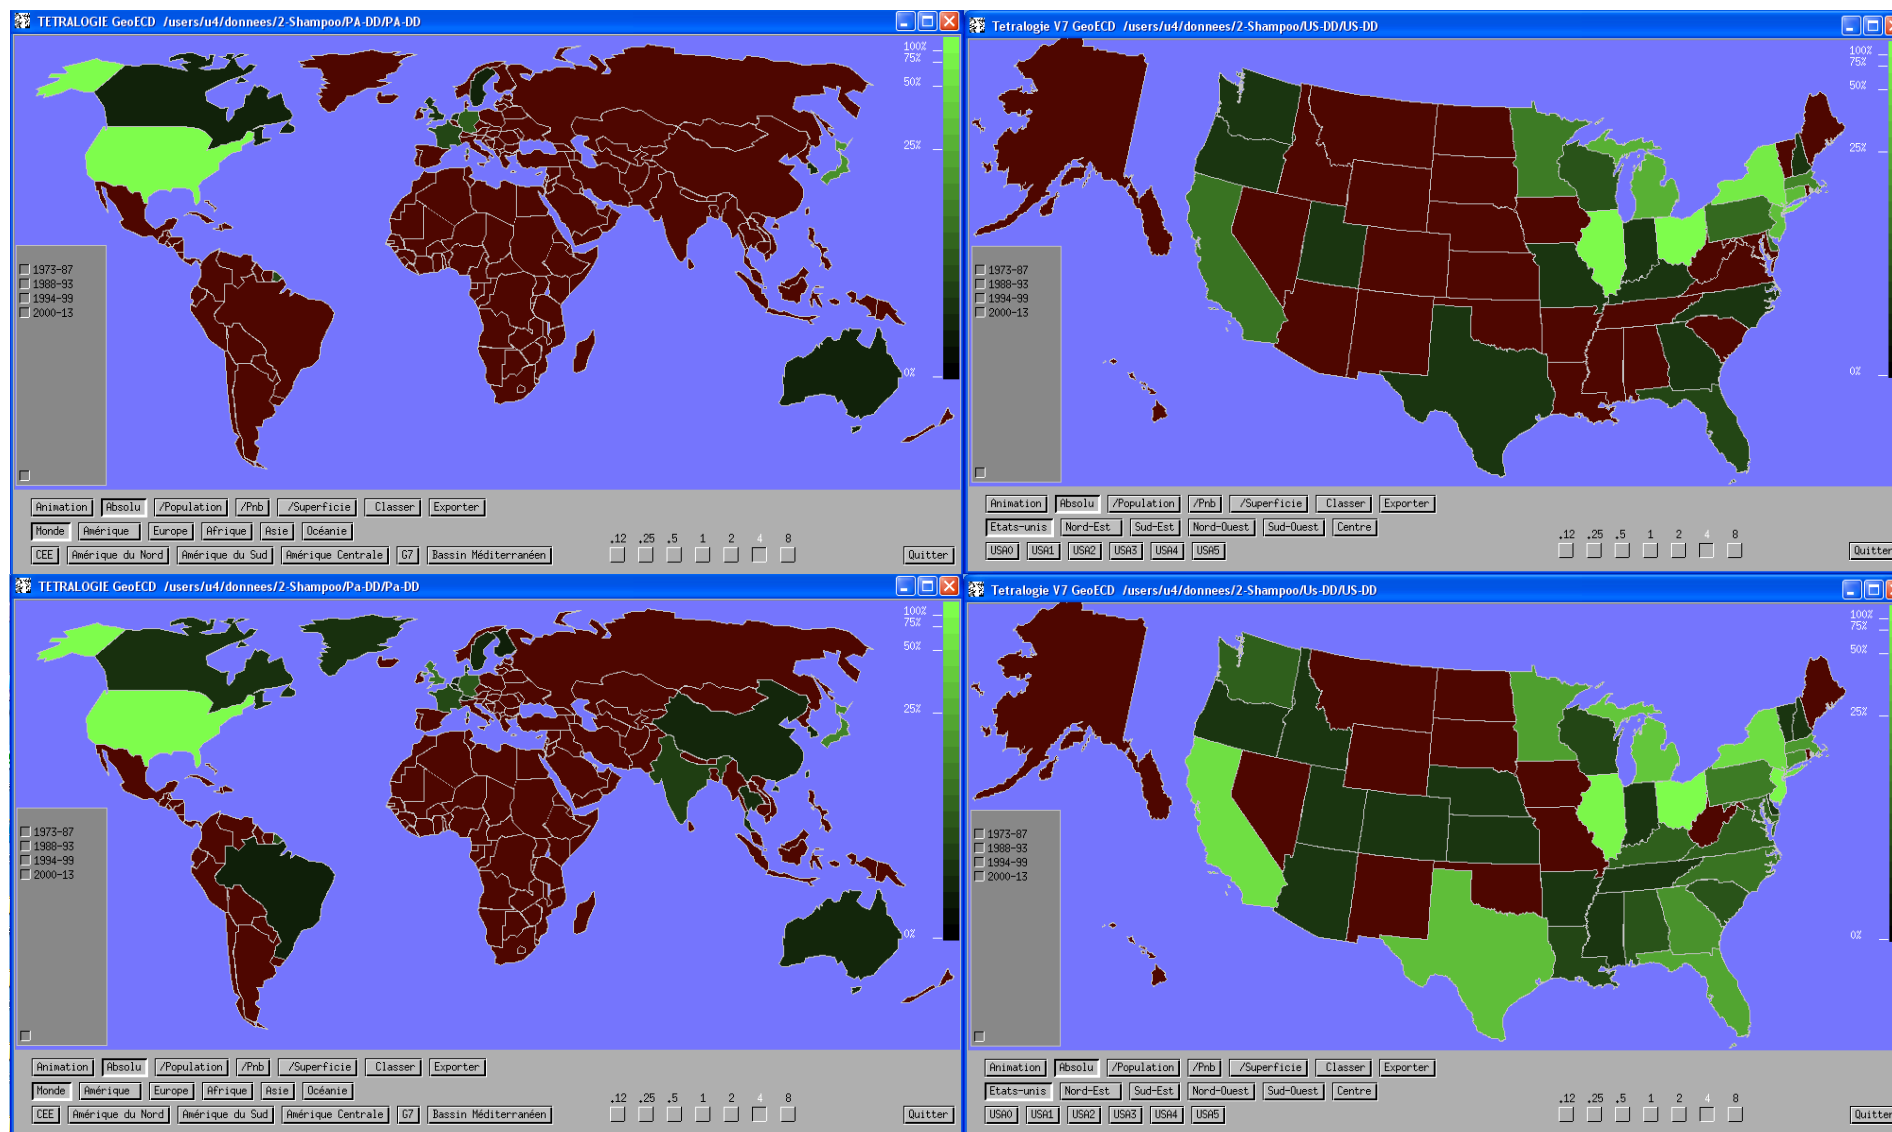 TETRALOGIE GeoECD /users/u4/donnees/2-Shampoo/PA-DD/PA-DD
100%
75%
50%
25%
0%
1973-87
1988-93
1994-99
2000-13
Animation Absolu /Population /Pnb /Superficie Classer Exporter
Monde Amérique Europe Afrique Asie Océanie
.12 .25 .5 1 2 4 8
CEE Amérique du Nord Amérique du Sud Amérique Centrale G7 Bassin Méditerranéen Quitter
Tetralogie V7 GeoECD /users/u4/donnees/2-Shampoo/US-DD/US-DD
100%
75%
50%
25%
0%
1973-87
1988-93
1994-99
2000-13
Animation Absolu /Population /Pnb /Superficie Classer Exporter
Etats-unis Nord-Est Sud-Est Nord-Ouest Sud-Ouest Centre
.12 .25 .5 1 2 4 8
USA0 USA1 USA2 USA3 USA4 USA5 Quitter
TETRALOGIE GeoECD /users/u4/donnees/2-Shampoo/Pa-DD/Pa-DD
100%
75%
50%
25%
0%
1973-87
1988-93
1994-99
2000-13
Animation Absolu /Population /Pnb /Superficie Classer Exporter
Monde Amérique Europe Afrique Asie Océanie
.12 .25 .5 1 2 4 8
CEE Amérique du Nord Amérique du Sud Amérique Centrale G7 Bassin Méditerranéen Quitter
Tetralogie V7 GeoECD /users/u4/donnees/2-Shampoo/Us-DD/US-DD
100%
75%
50%
25%
0%
1973-87
1988-93
1994-99
2000-13
Animation Absolu /Population /Pnb /Superficie Classer Exporter
Etats-unis Nord-Est Sud-Est Nord-Ouest Sud-Ouest Centre
.12 .25 .5 1 2 4 8
USA0 USA1 USA2 USA3 USA4 USA5 Quitter